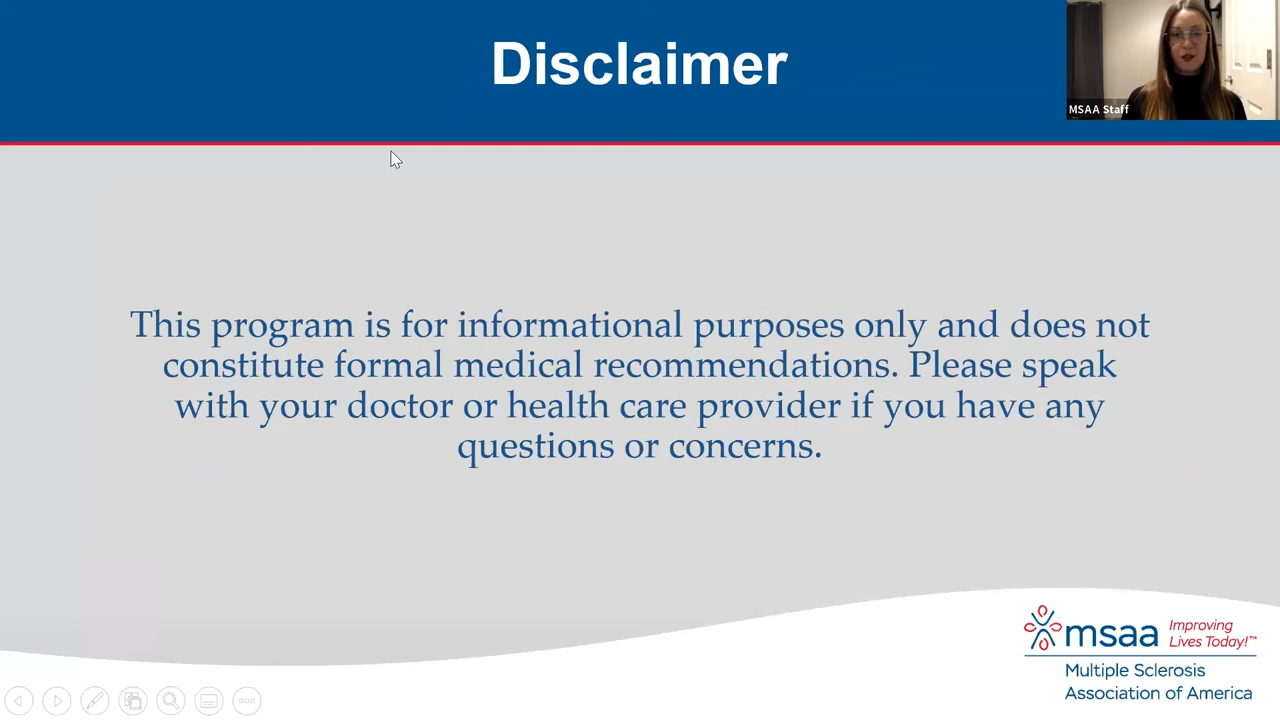 Disclaimer
MSAA Staff
This program is for informational purposes only and does not
constitute formal medical recommendations. Please speak
with your doctor or health care provider if you have any
questions or concerns.
msaa Improving
Lives Today!™
Multiple Sclerosis
Association of America